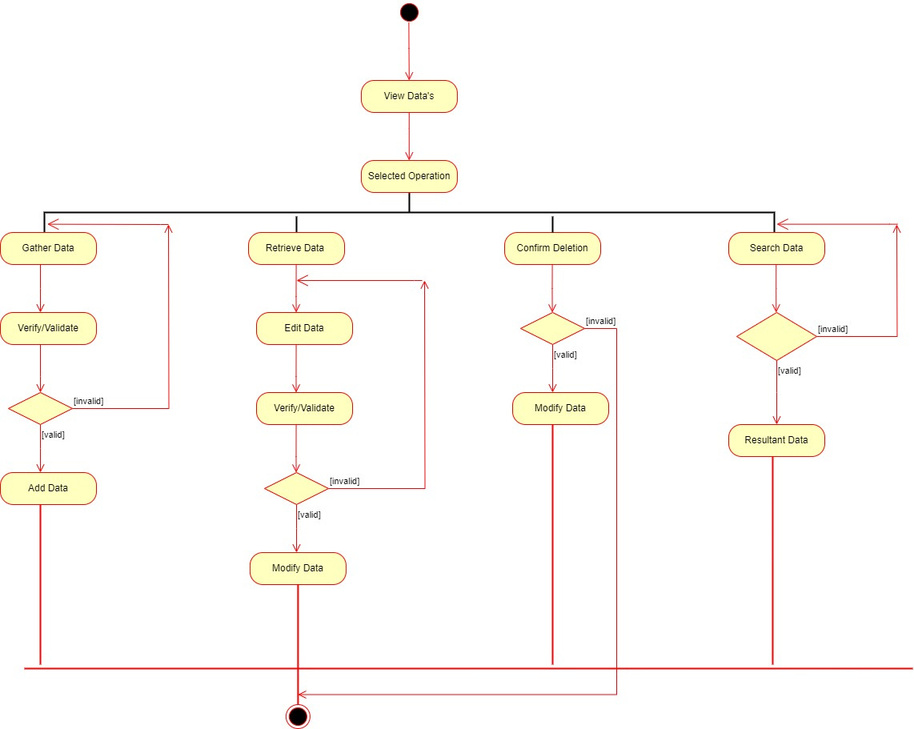 View Data's
Selected Operation
Gather Data
Retrieve Data
Confirm Deletion
Search Data
Verify/Validate
Edit Data
[invalid]
[invalid]
[valid]
[valid]
[invalid]
Verify/Validate
Modify Data
[valid]
Resultant Data
Add Data
[invalid]
[valid]
Modify Data